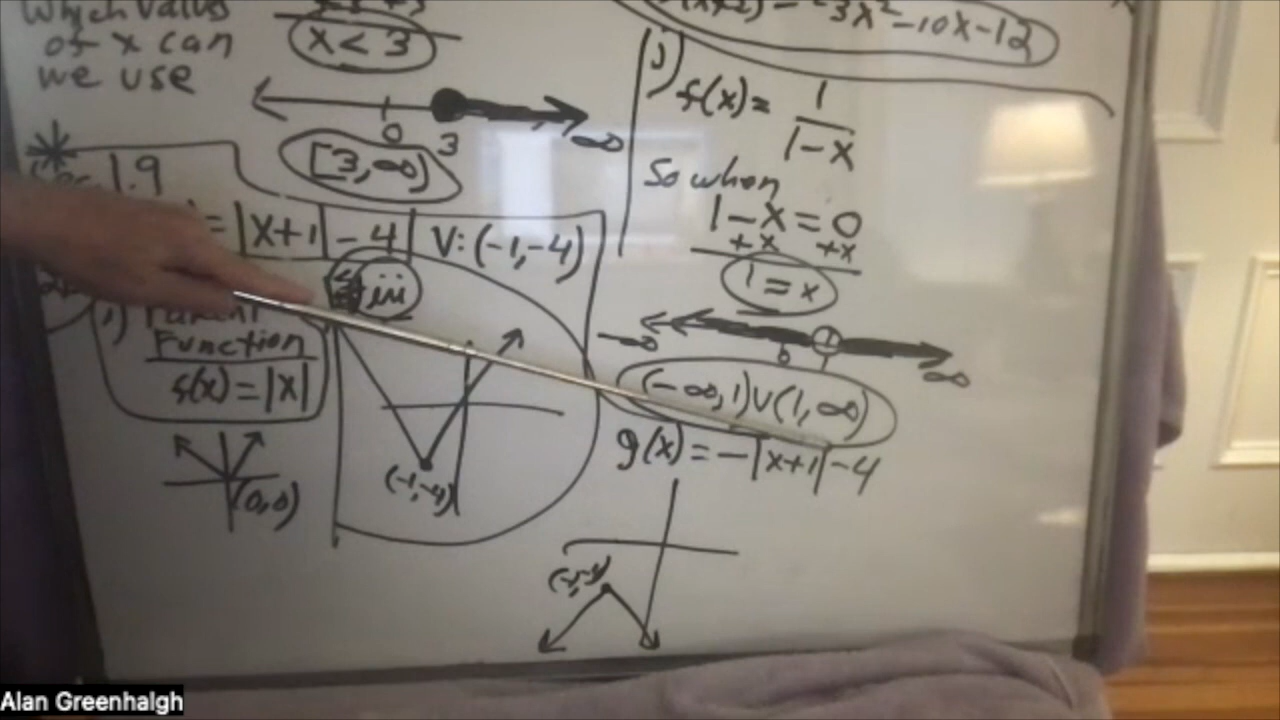 Which values
of x can
we use
x < 3
0 3 ∞
[3, ∞)
1.9
= |x+1| - 4 V: (-1, -4)
iii
i) Parent
Function
f(x) = |x|
(0,0)
(-1,-4)
-3x² - 10x - 12
j) f(x) = 1/(1-x)
So when
1 - x = 0
+x +x
1 = x
-∞ 0 1 ∞
(-∞, 1) ∪ (1, ∞)
g(x) = -|x+1| - 4
Alan Greenhalgh